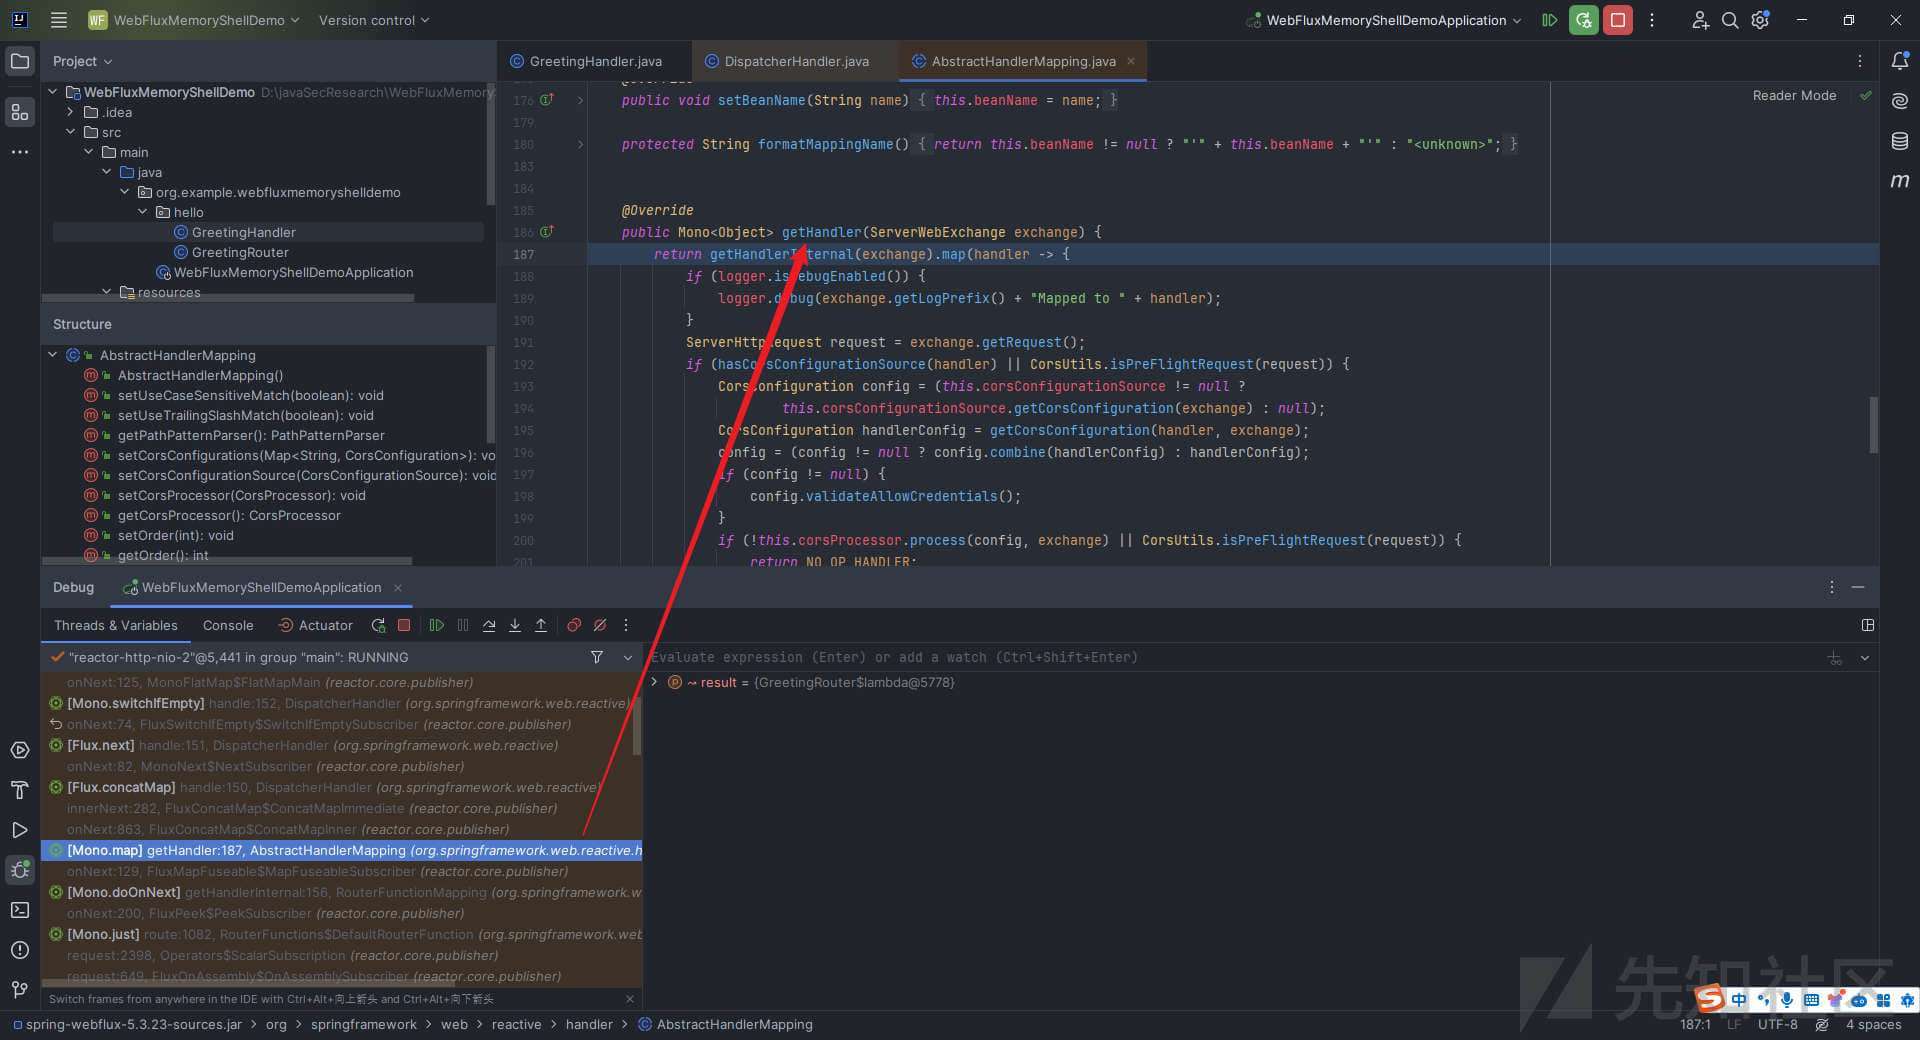 WF WebFluxMemoryShellDemo Version control WebFluxMemoryShellDemoApplication
Project
WebFluxMemoryShellDemo D:\javaSecResearch\WebFluxMemory
.idea
src
main
java
org.example.webfluxmemoryshelldemo
hello
GreetingHandler
GreetingRouter
WebFluxMemoryShellDemoApplication
resources
Structure
AbstractHandlerMapping
AbstractHandlerMapping()
setUseCaseSensitiveMatch(boolean): void
setUseTrailingSlashMatch(boolean): void
getPathPatternParser(): PathPatternParser
setCorsConfigurations(Map<String, CorsConfiguration>): vo
setCorsConfigurationSource(CorsConfigurationSource): void
setCorsProcessor(CorsProcessor): void
getCorsProcessor(): CorsProcessor
setOrder(int): void
getOrder(): int
GreetingHandler.java DispatcherHandler.java AbstractHandlerMapping.java
Reader Mode
@Override
176 public void setBeanName(String name) { this.beanName = name; }
179
180 protected String formatMappingName() { return this.beanName != null ? "'" + this.beanName + "'" : "<unknown>"; }
183
184
185 @Override
186 public Mono<Object> getHandler(ServerWebExchange exchange) {
187 return getHandlerInternal(exchange).map(handler -> {
188 if (logger.isDebugEnabled()) {
189 logger.debug(exchange.getLogPrefix() + "Mapped to " + handler);
190 }
191 ServerHttpRequest request = exchange.getRequest();
192 if (hasCorsConfigurationSource(handler) || CorsUtils.isPreFlightRequest(request)) {
193 CorsConfiguration config = (this.corsConfigurationSource != null ?
194 this.corsConfigurationSource.getCorsConfiguration(exchange) : null);
195 CorsConfiguration handlerConfig = getCorsConfiguration(handler, exchange);
196 config = (config != null ? config.combine(handlerConfig) : handlerConfig);
197 if (config != null) {
198 config.validateAllowCredentials();
199 }
200 if (!this.corsProcessor.process(config, exchange) || CorsUtils.isPreFlightRequest(request)) {
201 return NO_OP_HANDLER;
Debug WebFluxMemoryShellDemoApplication
Threads & Variables Console Actuator
"reactor-http-nio-2"@5,441 in group "main": RUNNING
onNext:125, MonoFlatMap$FlatMapMain (reactor.core.publisher)
[Mono.switchIfEmpty] handle:152, DispatcherHandler (org.springframework.web.reactive)
onNext:74, FluxSwitchIfEmpty$SwitchIfEmptySubscriber (reactor.core.publisher)
[Flux.next] handle:151, DispatcherHandler (org.springframework.web.reactive)
onNext:82, MonoNext$NextSubscriber (reactor.core.publisher)
[Flux.concatMap] handle:150, DispatcherHandler (org.springframework.web.reactive)
innerNext:282, FluxConcatMap$ConcatMapImmediate (reactor.core.publisher)
onNext:863, FluxConcatMap$ConcatMapInner (reactor.core.publisher)
[Mono.map] getHandler:187, AbstractHandlerMapping (org.springframework.web.reactive.h
onNext:129, FluxMapFuseable$MapFuseableSubscriber (reactor.core.publisher)
[Mono.doOnNext] getHandlerInternal:156, RouterFunctionMapping (org.springframework.w
onNext:200, FluxPeek$PeekSubscriber (reactor.core.publisher)
[Mono.just] route:1082, RouterFunctions$DefaultRouterFunction (org.springframework.web
request:2398, Operators$ScalarSubscription (reactor.core.publisher)
request:649, FluxOnAssembly$OnAssemblySubscriber (reactor.core.publisher)
Switch frames from anywhere in the IDE with Ctrl+Alt+向上箭头 and Ctrl+Alt+向下箭头
Evaluate expression (Enter) or add a watch (Ctrl+Shift+Enter)
result = {GreetingRouter$lambda@5778}
先知社区
中
spring-webflux-5.3.23-sources.jar > org > springframework > web > reactive > handler > AbstractHandlerMapping
187:1 LF UTF-8 4 spaces